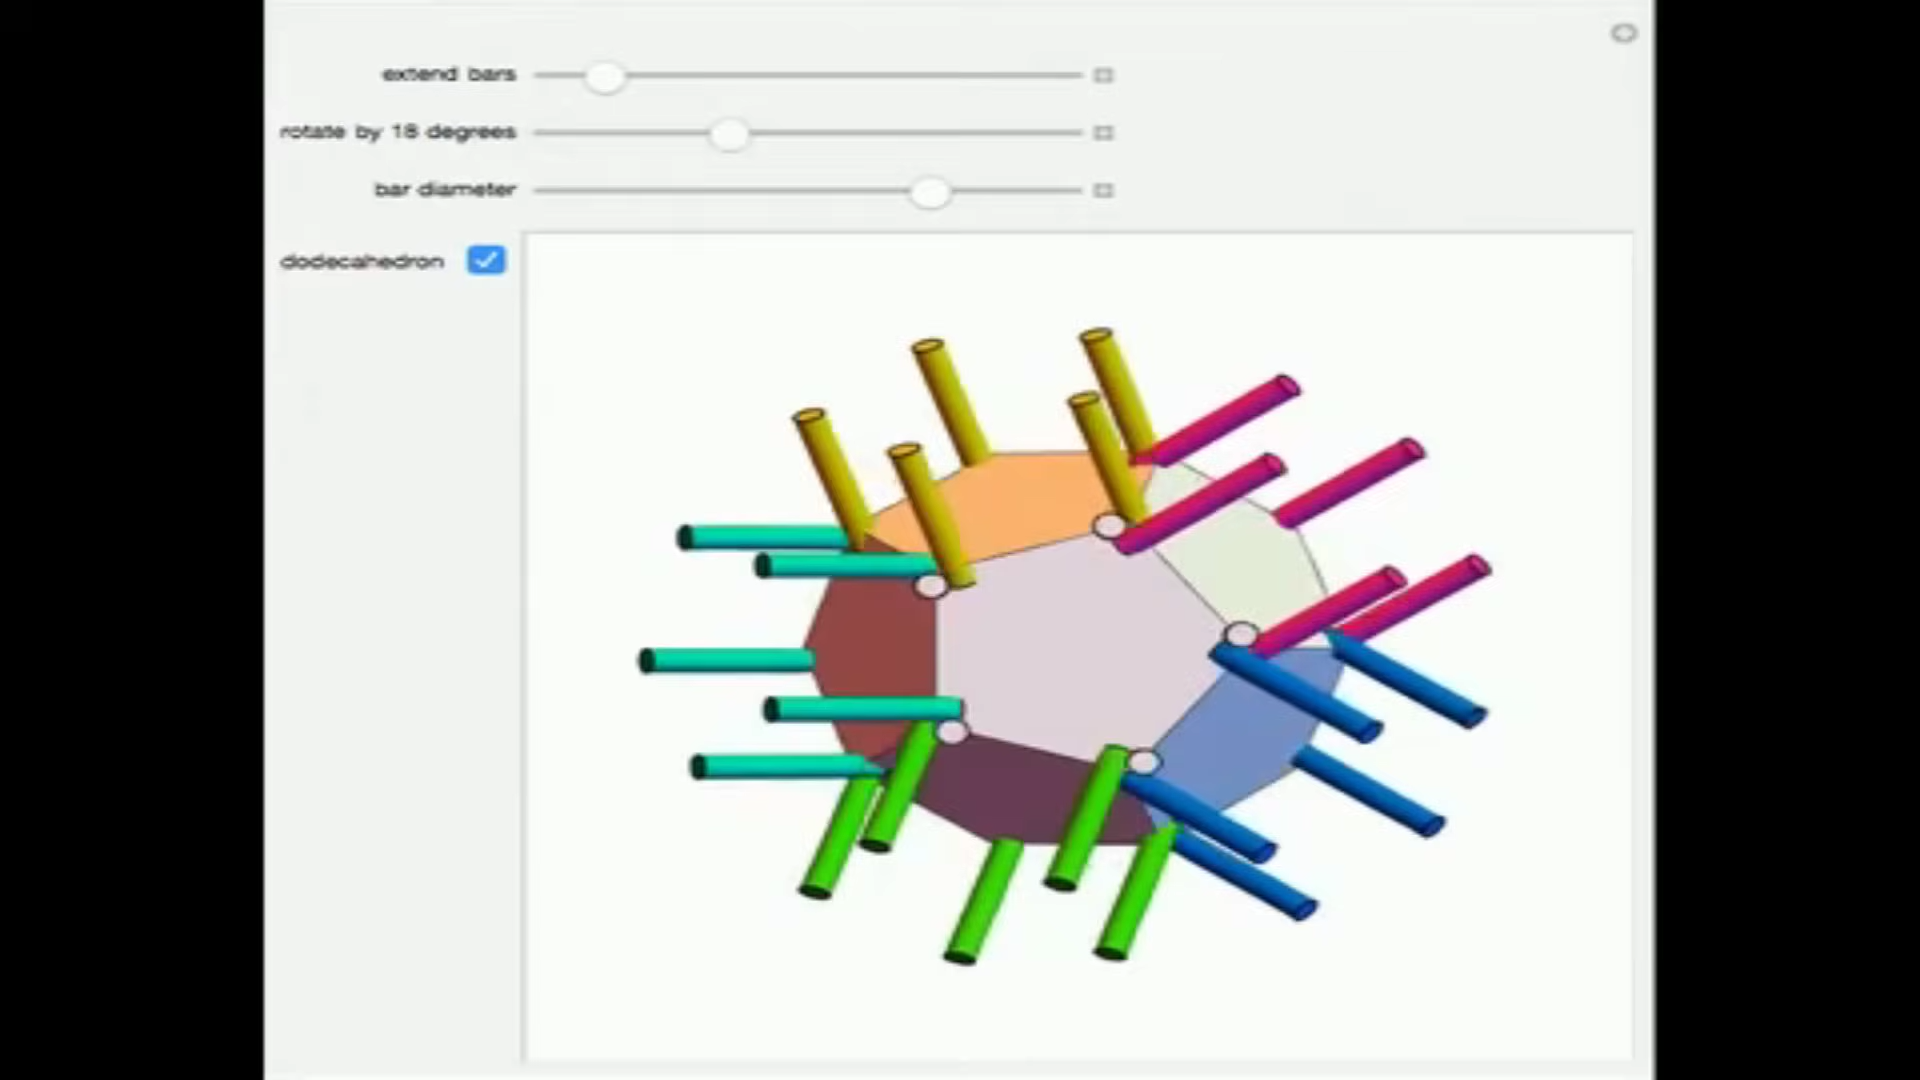 extend bars
rotate by 18 degrees
bar diameter
dodecahedron